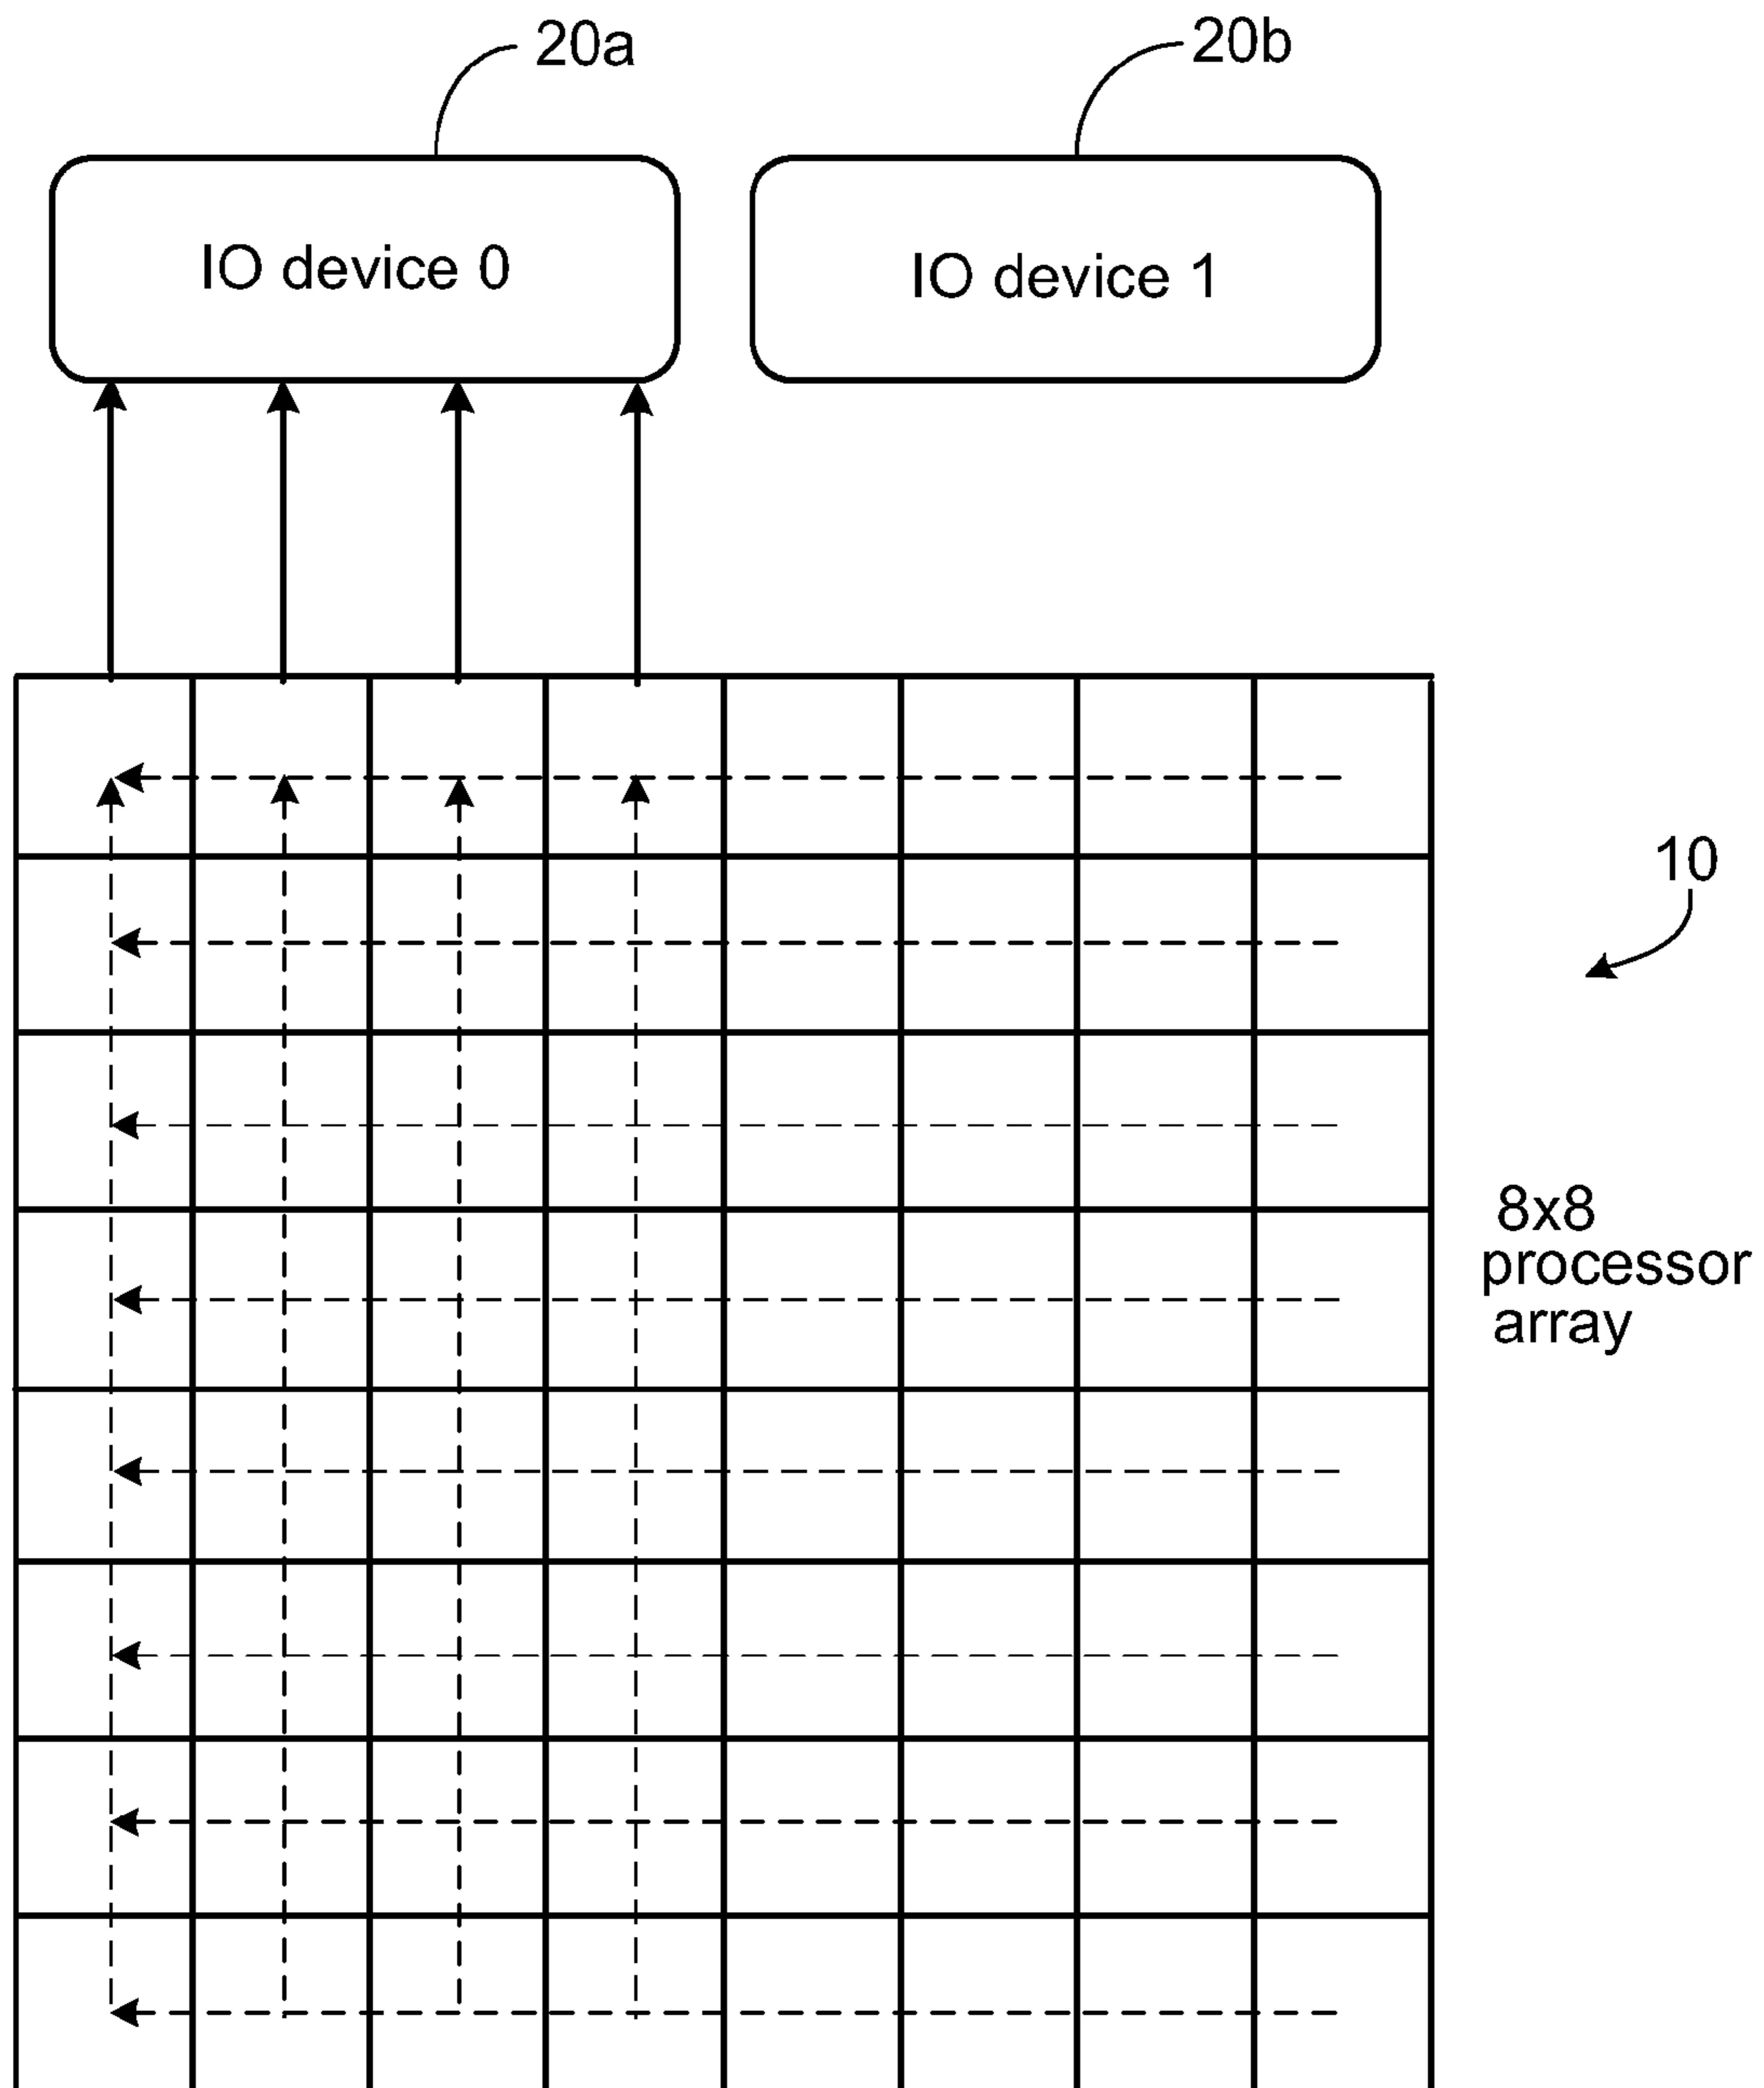 20a
20b
IO device 0
IO device 1
10
8x8
processor
array